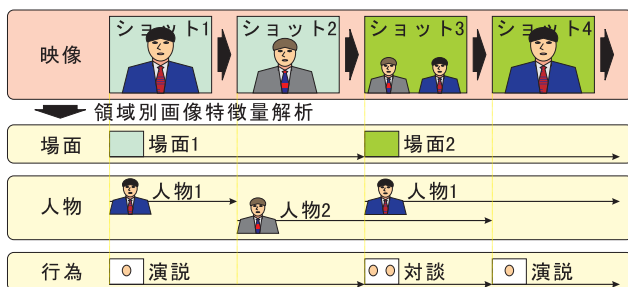 ショット1 ショット2 ショット3 ショット4
映像
領域別画像特徴量解析
場面 場面1 場面2
人物 人物1 人物2 人物1
行為 演説 対談 演説